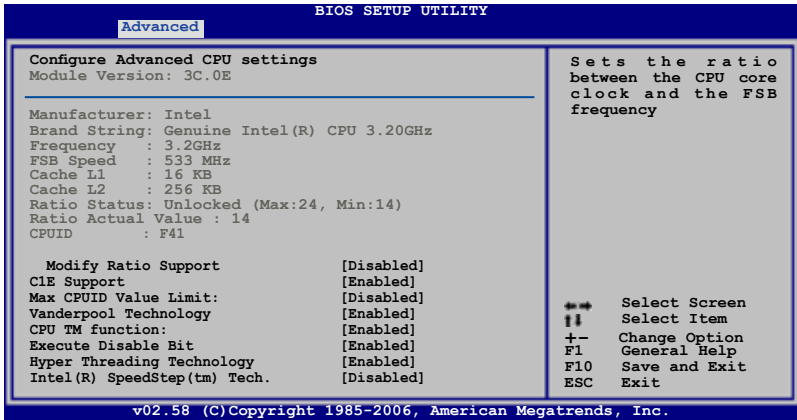 BIOS SETUP UTILITY
Advanced
Configure Advanced CPU settings
Module Version: 3C.0E
Manufacturer: Intel
Brand String: Genuine Intel(R) CPU 3.20GHz
Frequency : 3.2GHz
FSB Speed : 533 MHz
Cache L1 : 16 KB
Cache L2 : 256 KB
Ratio Status: Unlocked (Max:24, Min:14)
Ratio Actual Value : 14
CPUID : F41
Modify Ratio Support [Disabled]
C1E Support [Enabled]
Max CPUID Value Limit: [Disabled]
Vanderpool Technology [Enabled]
CPU TM function: [Enabled]
Execute Disable Bit [Enabled]
Hyper Threading Technology [Enabled]
Intel(R) SpeedStep(tm) Tech. [Disabled]
Sets the ratio
between the CPU core
clock and the FSB
frequency
Select Screen
Select Item
+- Change Option
F1 General Help
F10 Save and Exit
ESC Exit
v02.58 (C)Copyright 1985-2006, American Megatrends, Inc.